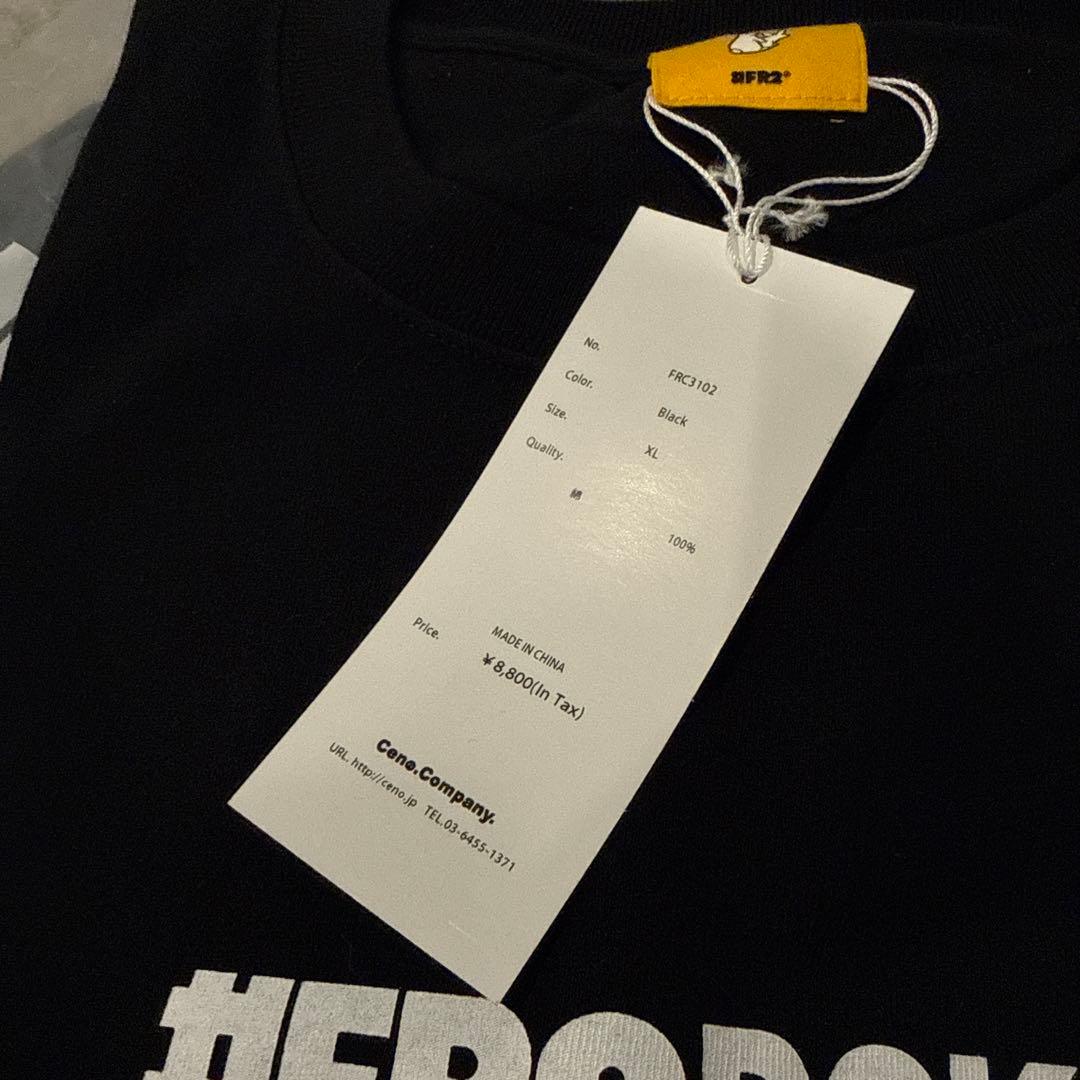 #FR2®
No. FRC3102
Color. Black
Size. XL
Quality.
綿 100%
MADE IN CHINA
Price. ¥8,800(In Tax)
Ceno.Company.
URL. http://ceno.jp TEL.03-6455-1371